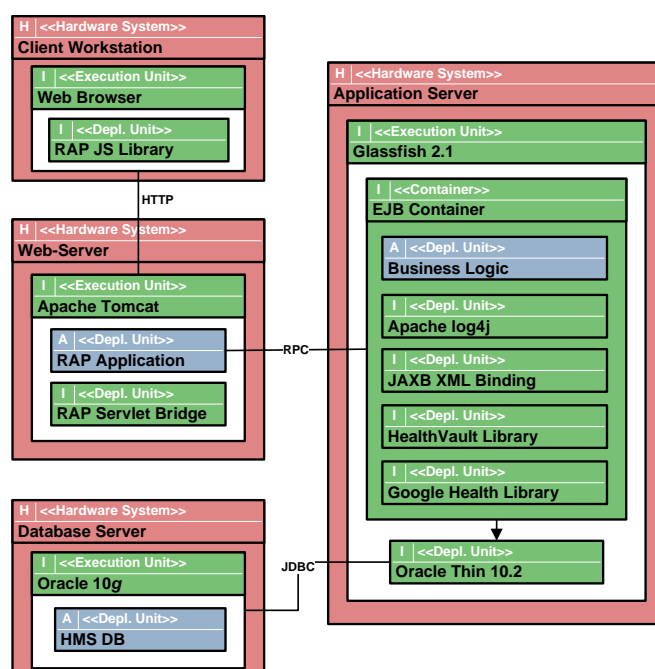 H <<Hardware System>>
Client Workstation
I <<Execution Unit>>
Web Browser
I <<Depl. Unit>>
RAP JS Library
HTTP
H <<Hardware System>>
Web-Server
I <<Execution Unit>>
Apache Tomcat
A <<Depl. Unit>>
RAP Application
I <<Depl. Unit>>
RAP Servlet Bridge
RPC
H <<Hardware System>>
Database Server
I <<Execution Unit>>
Oracle 10g
A <<Depl. Unit>>
HMS DB
JDBC
H <<Hardware System>>
Application Server
I <<Execution Unit>>
Glassfish 2.1
I <<Container>>
EJB Container
A <<Depl. Unit>>
Business Logic
I <<Depl. Unit>>
Apache log4j
I <<Depl. Unit>>
JAXB XML Binding
I <<Depl. Unit>>
HealthVault Library
I <<Depl. Unit>>
Google Health Library
I <<Depl. Unit>>
Oracle Thin 10.2